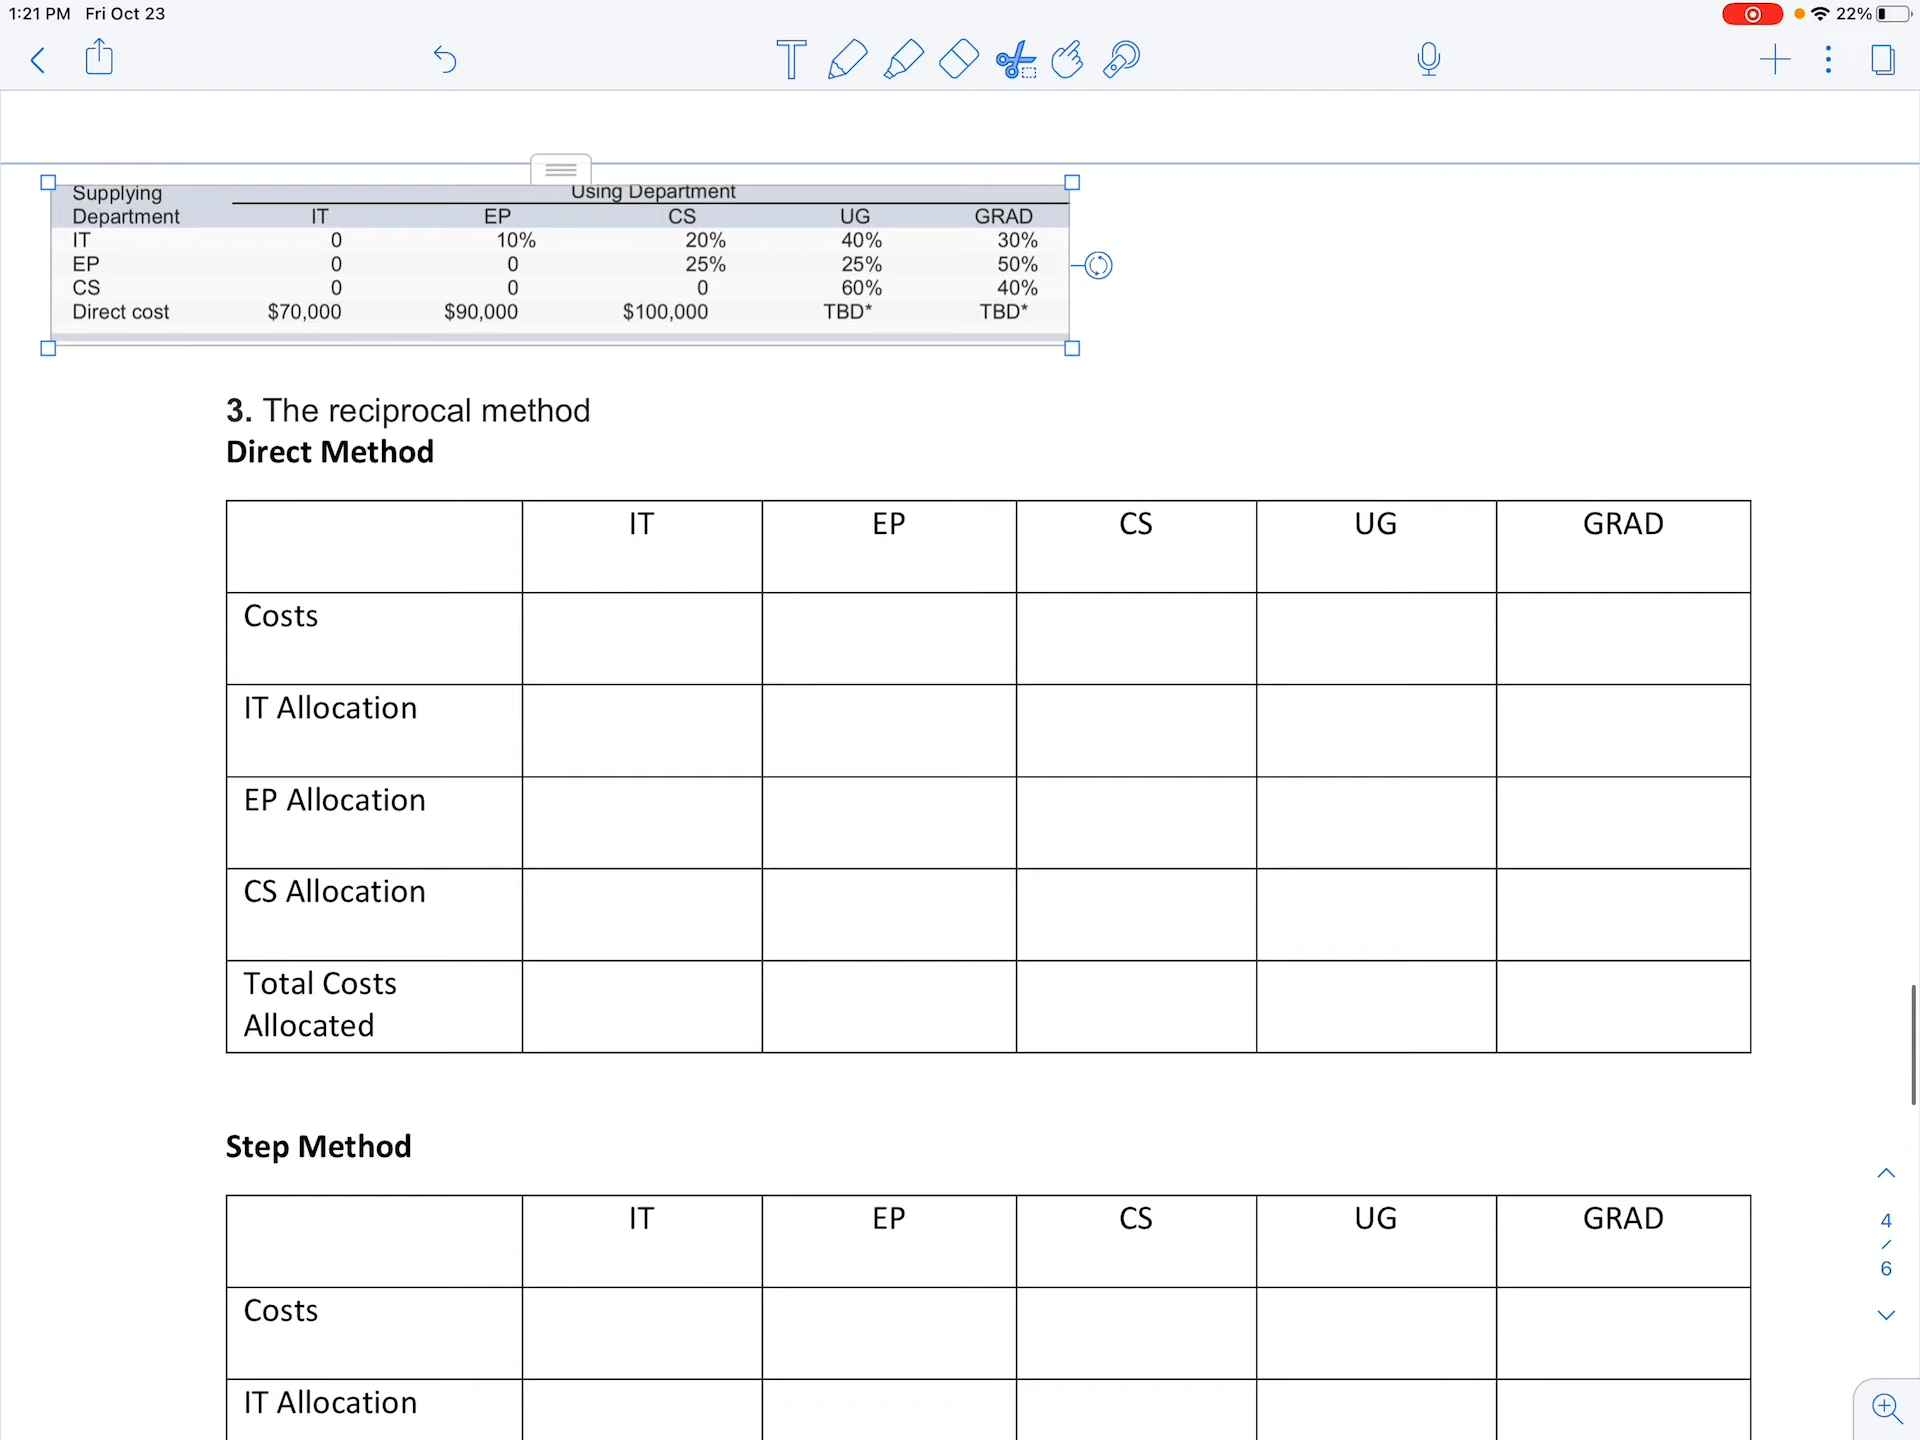 1:21 PM Fri Oct 23
22%
T
Supplying Using Department
Department IT EP CS UG GRAD
IT 0 10% 20% 40% 30%
EP 0 0 25% 25% 50%
CS 0 0 0 60% 40%
Direct cost $70,000 $90,000 $100,000 TBD* TBD*
3. The reciprocal method
Direct Method
IT EP CS UG GRAD
Costs
IT Allocation
EP Allocation
CS Allocation
Total Costs
Allocated
Step Method
IT EP CS UG GRAD
Costs
IT Allocation
4
/
6